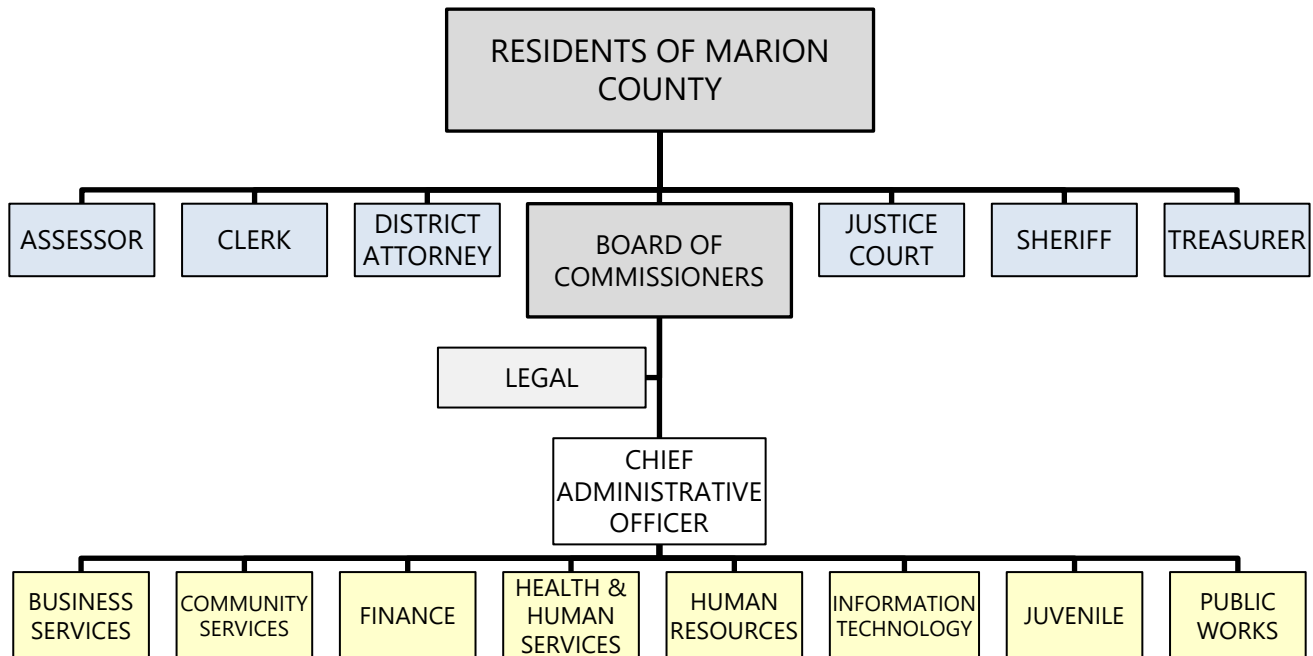 RESIDENTS OF MARION
COUNTY
ASSESSOR
CLERK
DISTRICT
ATTORNEY
BOARD OF
COMMISSIONERS
JUSTICE
COURT
SHERIFF
TREASURER
LEGAL
CHIEF
ADMINISTRATIVE
OFFICER
BUSINESS
SERVICES
COMMUNITY
SERVICES
FINANCE
HEALTH &
HUMAN
SERVICES
HUMAN
RESOURCES
INFORMATION
TECHNOLOGY
JUVENILE
PUBLIC
WORKS